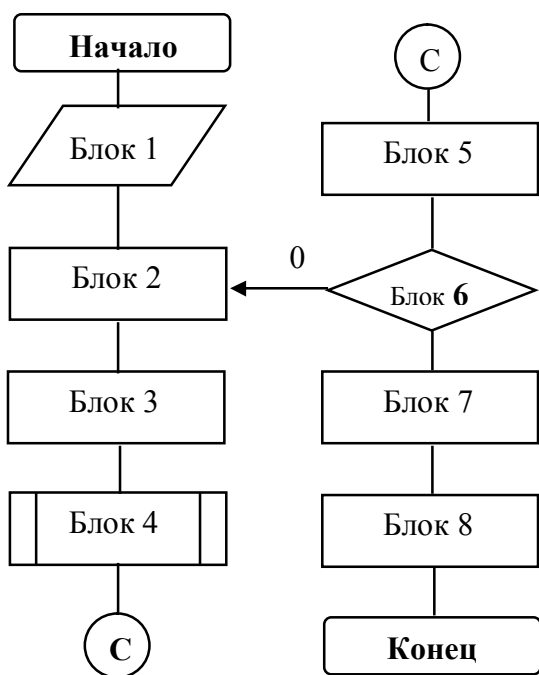 Начало
Блок 1
Блок 2
Блок 3
Блок 4
С
С
Блок 5
0
Блок 6
Блок 7
Блок 8
Конец